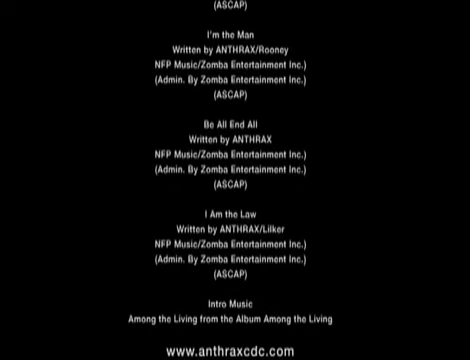 (ASCAP)
I'm the Man
Written by ANTHRAX/Rooney
NFP Music/Zomba Entertainment Inc.)
(Admin. By Zomba Entertainment Inc.)
(ASCAP)
Be All End All
Written by ANTHRAX
NFP Music/Zomba Entertainment Inc.)
(Admin. By Zomba Entertainment Inc.)
(ASCAP)
I Am the Law
Written by ANTHRAX/Lilker
NFP Music/Zomba Entertainment Inc.)
(Admin. By Zomba Entertainment Inc.)
(ASCAP)
Intro Music
Among the Living from the Album Among the Living
www.anthraxcdc.com